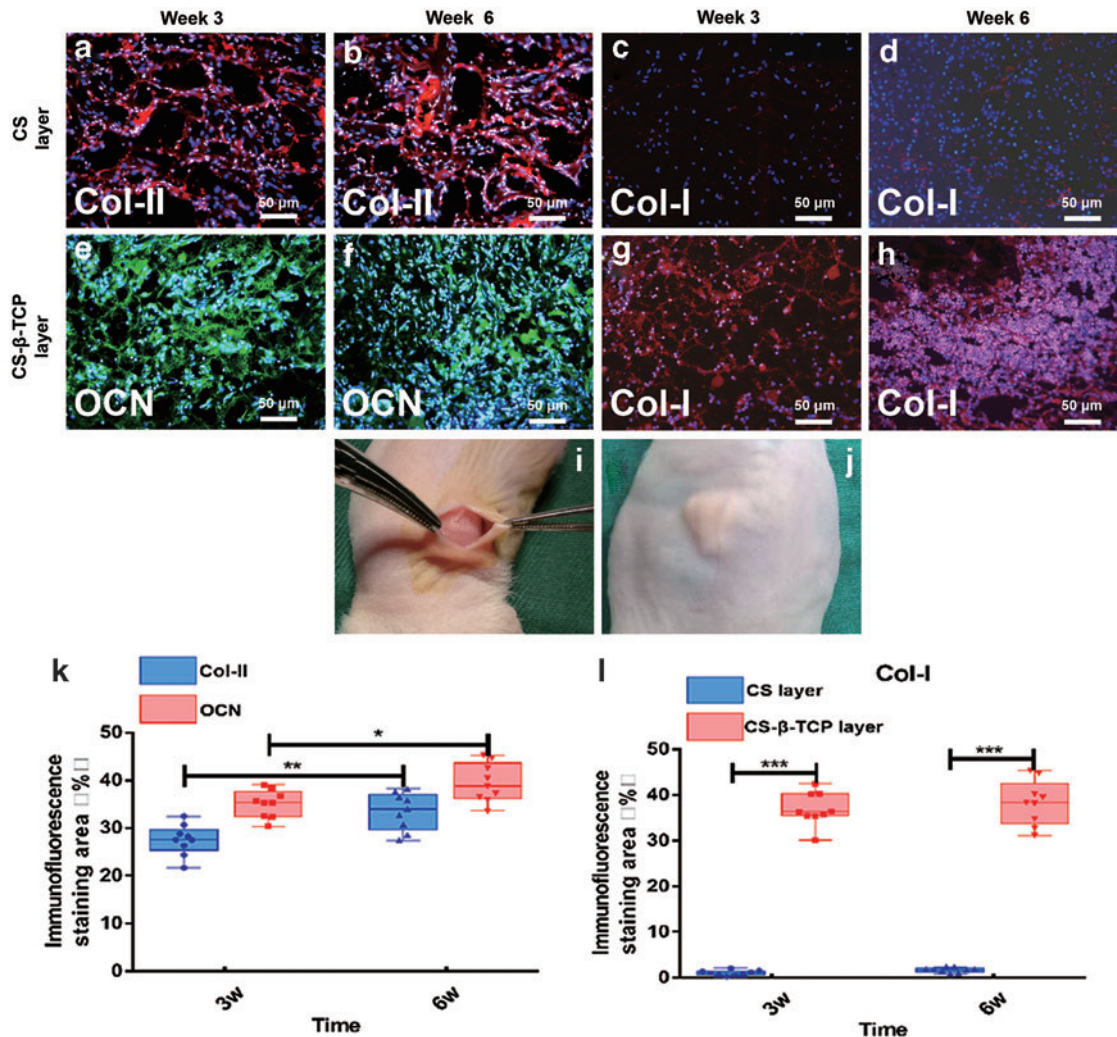 Week 3 Week 6 Week 3 Week 6
CS
layer
a b c d
Col-II Col-II Col-I Col-I
50 µm 50 µm 50 µm 50 µm
CS-β-TCP
layer
e f g h
OCN OCN Col-I Col-I
50 µm 50 µm 50 µm 50 µm
i j
k
Col-II
OCN
Immunofluorescence
staining area □%□
50
40
30
20
10
0
*
**
3w 6w
Time
l
Col-I
CS layer
CS-β-TCP layer
Immunofluorescence
staining area □%□
50
40
30
20
10
0
*** ***
3w 6w
Time